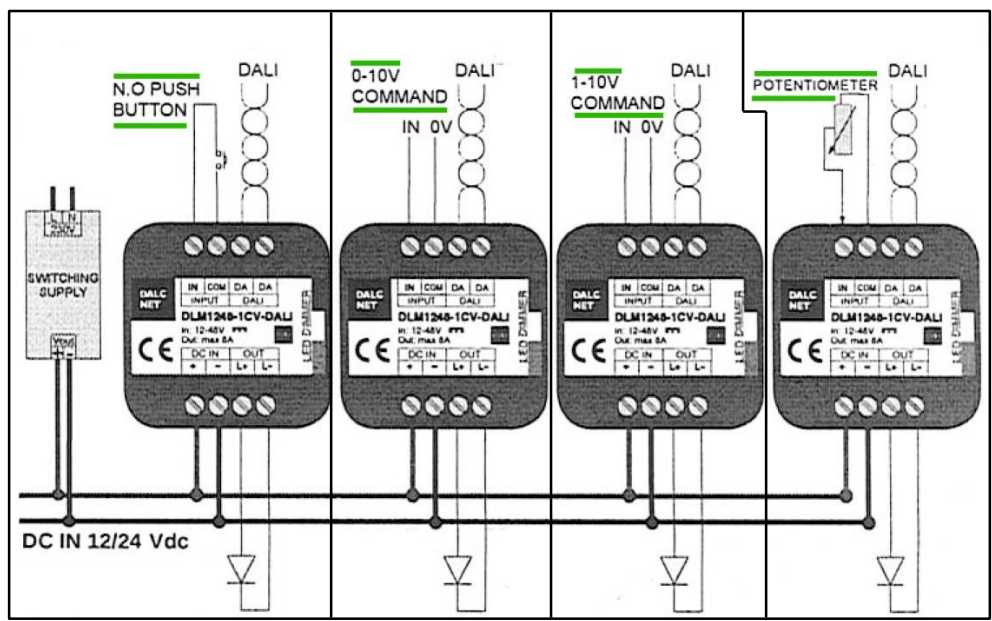 L N
SWITCHING
SUPPLY
Vout
+ -
DC IN 12/24 Vdc
N.O PUSH
BUTTON
DALI
DALC
NET
IN COM DA DA
INPUT DALI
DLM1248-1CV-DALI
In: 12-48V
Out: max 8A
CE
DC IN OUT
+ - L+ L-
LED DIMMER
0-10V
COMMAND
DALI
IN 0V
DALC
NET
IN COM DA DA
INPUT DALI
DLM1248-1CV-DALI
In: 12-48V
Out: max 8A
CE
DC IN OUT
+ - L+ L-
LED DIMMER
1-10V
COMMAND
DALI
IN 0V
DALC
NET
IN COM DA DA
INPUT DALI
DLM1248-1CV-DALI
In: 12-48V
Out: max 8A
CE
DC IN OUT
+ - L+ L-
LED DIMMER
POTENTIOMETER
DALI
DALC
NET
IN COM DA DA
INPUT DALI
DLM1248-1CV-DALI
In: 12-48V
Out: max 8A
CE
DC IN OUT
+ - L+ L-
LED DIMMER